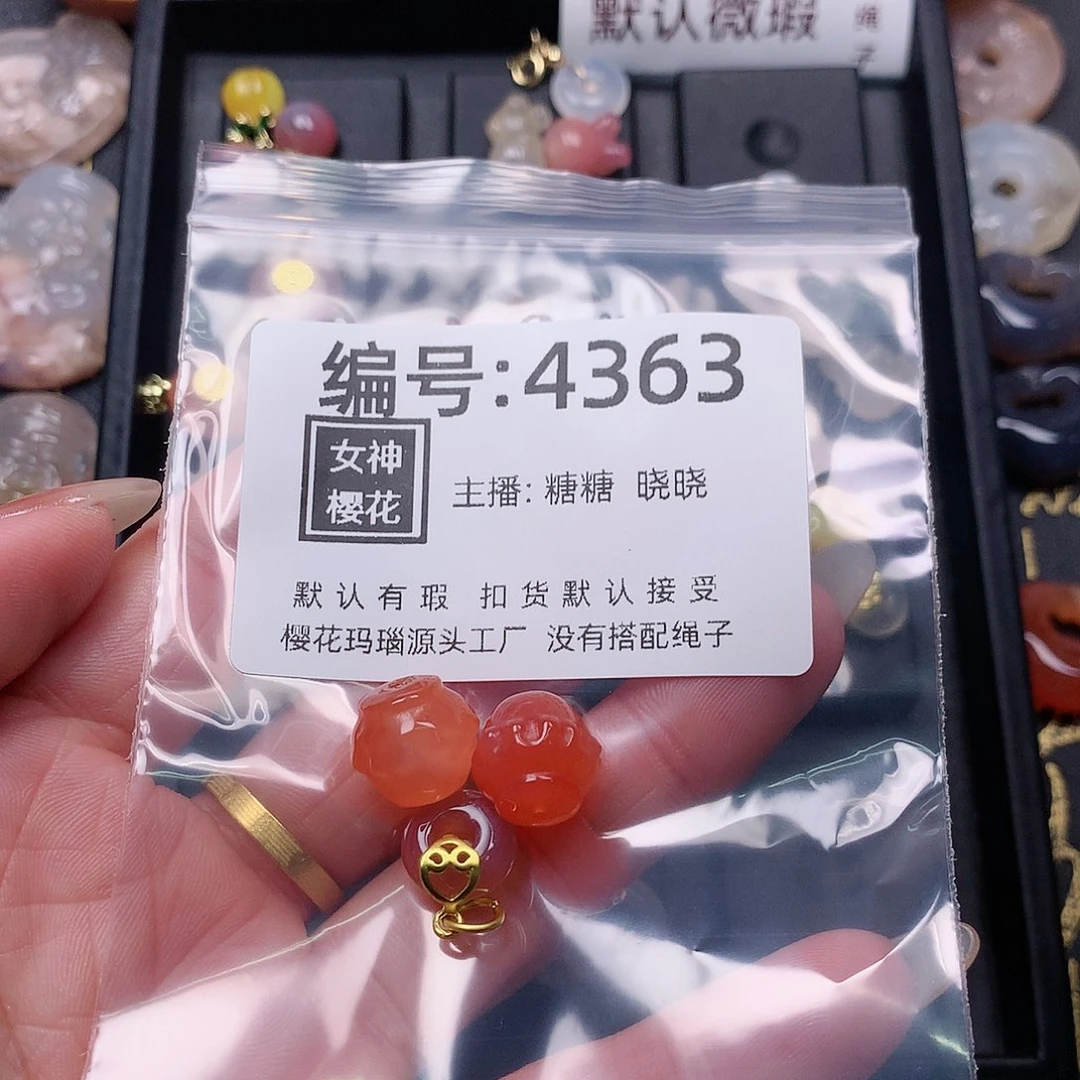 默认微瑕
绳子
编号:4363
女神
樱花
主播: 糖糖 晓晓
默认有瑕 扣货默认接受
樱花玛瑙源头工厂 没有搭配绳子